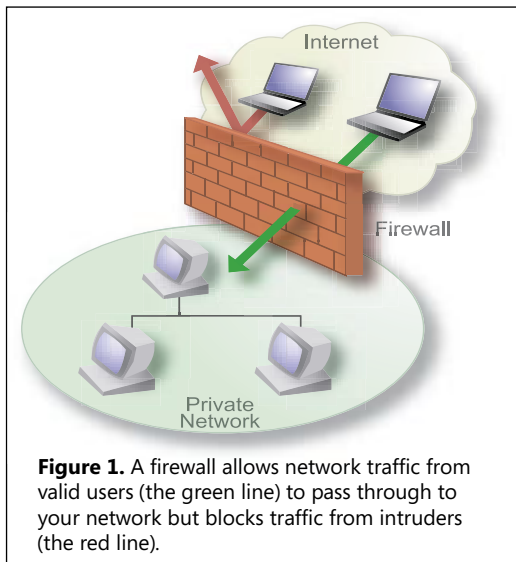 Internet
Firewall
Private
Network
Figure 1. A firewall allows network traffic from
valid users (the green line) to pass through to
your network but blocks traffic from intruders
(the red line).